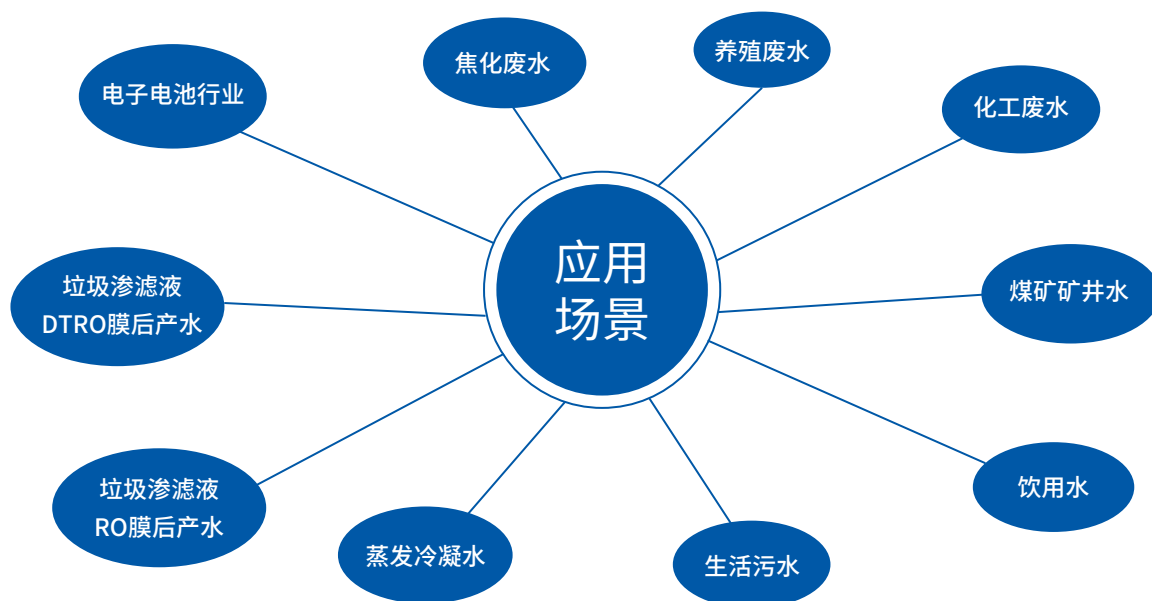 养殖废水
焦化废水
电子电池行业
化工废水
应用
场景
垃圾渗滤液
DTRO膜后产水
煤矿矿井水
垃圾渗滤液
RO膜后产水
饮用水
蒸发冷凝水
生活污水